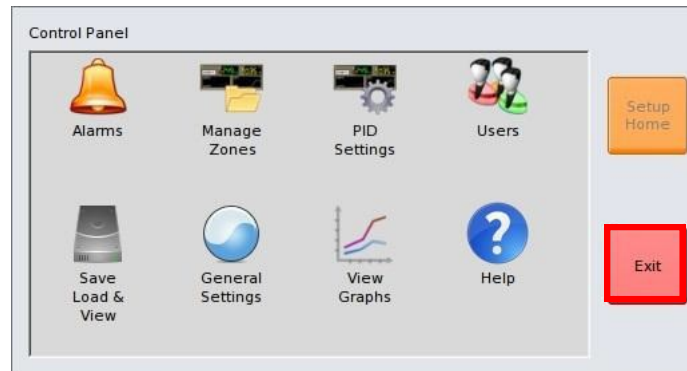 Control Panel
Alarms
Manage
Zones
PID
Settings
Users
Setup
Home
Save
Load &
View
General
Settings
View
Graphs
Help
Exit